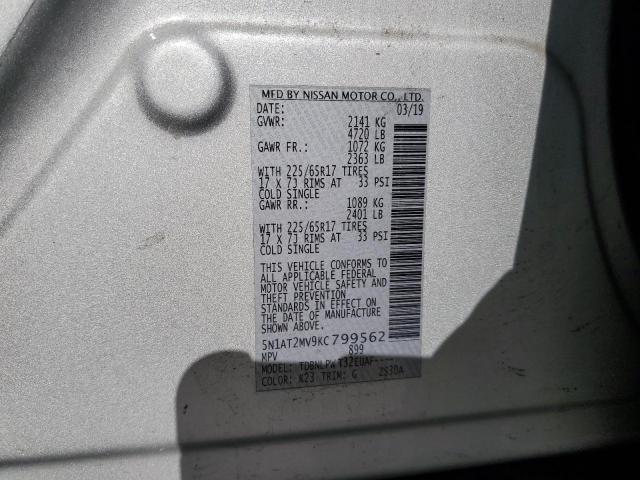 MFD BY NISSAN MOTOR CO., LTD.
DATE: 03/19
GVWR: 2141 KG
4720 LB
GAWR FR.: 1072 KG
2363 LB
WITH 225/65R17 TIRES
17 X 7J RIMS AT 33 PSI
COLD SINGLE
GAWR RR.: 1089 KG
2401 LB
WITH 225/65R17 TIRES
17 X 7J RIMS AT 33 PSI
COLD SINGLE
THIS VEHICLE CONFORMS TO
ALL APPLICABLE FEDERAL
MOTOR VEHICLE SAFETY AND
THEFT PREVENTION
STANDARDS IN EFFECT ON
THE DATE OF MANUFACTURE
SHOWN ABOVE.
5N1AT2MV9KC799562
MPV 899
MODEL:
COLOR: K23 TRIM: G